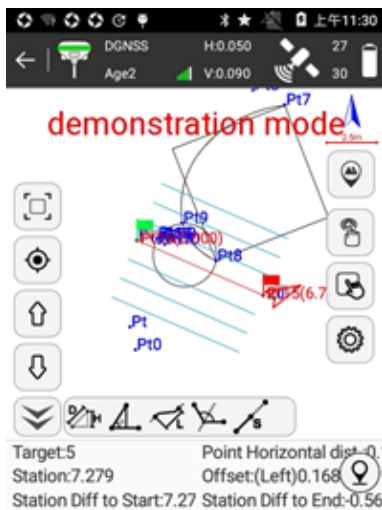 上午11:30
DGNSS H:0.050 27
Age2 V:0.090 30
Pt7
demonstration mode
2.5m
Pt9
Pt8
Pt
Pt0
Target:5 Point Horizontal dist
Station:7.279 Offset:(Left)0.168
Station Diff to Start:7.27 Station Diff to End:-0.56